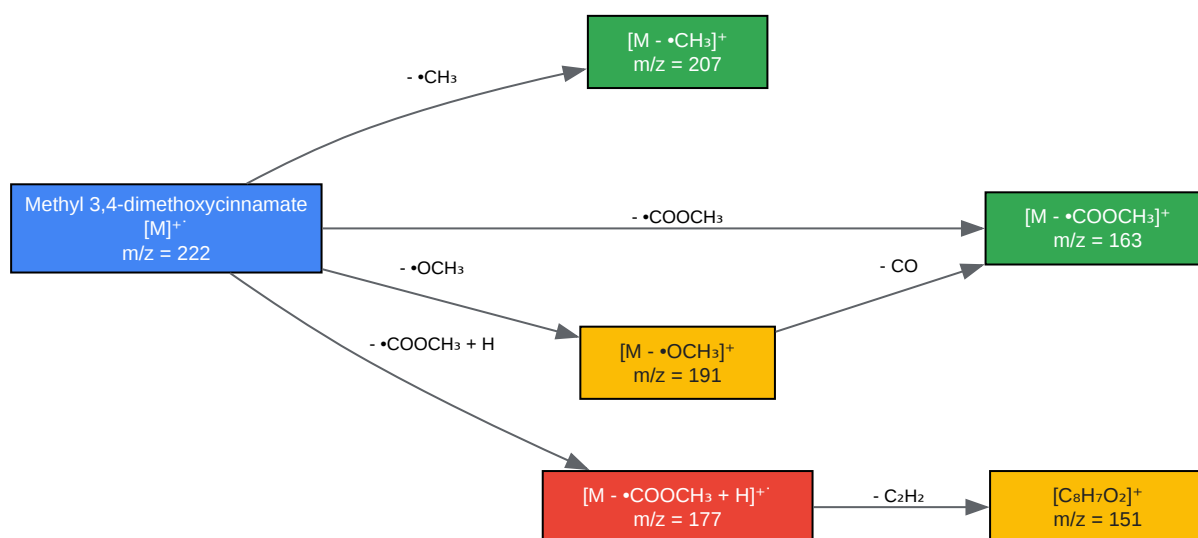 [M - •CH₃]⁺
m/z = 207
- •CH₃
Methyl 3,4-dimethoxycinnamate
[M]⁺˙
m/z = 222
- •COOCH₃
[M - •COOCH₃]⁺
m/z = 163
- •OCH₃
- CO
[M - •OCH₃]⁺
m/z = 191
- •COOCH₃ + H
[M - •COOCH₃ + H]⁺˙
m/z = 177
- C₂H₂
[C₈H₇O₂]⁺
m/z = 151